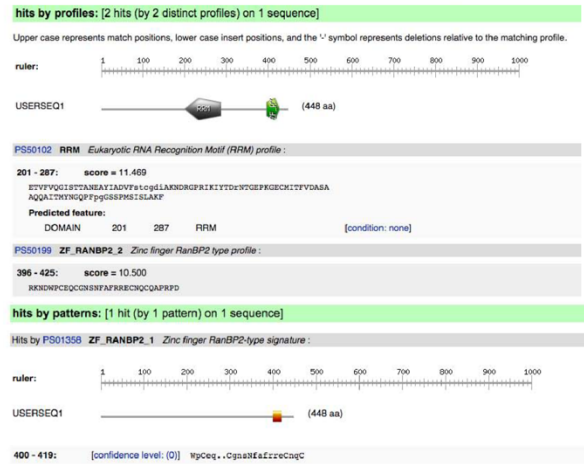 hits by profiles: [2 hits (by 2 distinct profiles) on 1 sequence]
Upper case represents match positions, lower case insert positions, and the '-' symbol represents deletions relative to the matching profile.
ruler: 1 100 200 300 400 500 600 700 800 900 1000
USERSEQ1 RRM (448 aa)
PS50102 RRM Eukaryotic RNA Recognition Motif (RRM) profile :
201 - 287: score = 11.469
ETVFVQGISTTANEAYIADVFstcgdiAKNDRGPRIKIYTDrNTGEPKGECMITFVDASA
AQQAITMYNGQPFpgGSSPMSISLAKF
Predicted feature:
DOMAIN 201 287 RRM [condition: none]
PS50199 ZF_RANBP2_2 Zinc finger RanBP2 type profile :
396 - 425: score = 10.500
RKNDWPCEQCGNSNFAFRRECNQCQAPRPD
hits by patterns: [1 hit (by 1 pattern) on 1 sequence]
Hits by PS01358 ZF_RANBP2_1 Zinc finger RanBP2-type signature :
ruler: 1 100 200 300 400 500 600 700 800 900 1000
USERSEQ1 (448 aa)
400 - 419: [confidence level: (0)] WpCeq..CgnsNfafrreCnqC